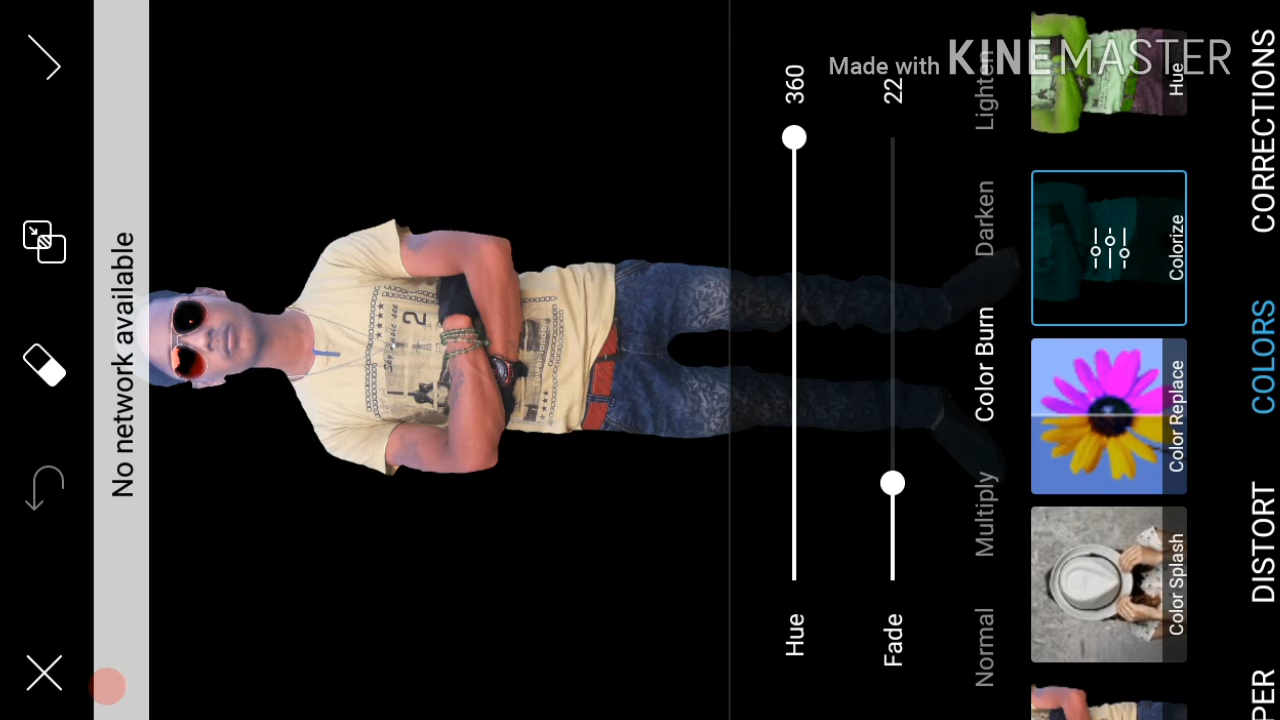 Made with KINEMASTER
No network available
2
Hue 360
Fade 22
Normal Multiply Color Burn Darken Lighten
Color Splash
Color Replace
Colorize
Hue
PER DISTORT COLORS CORRECTIONS